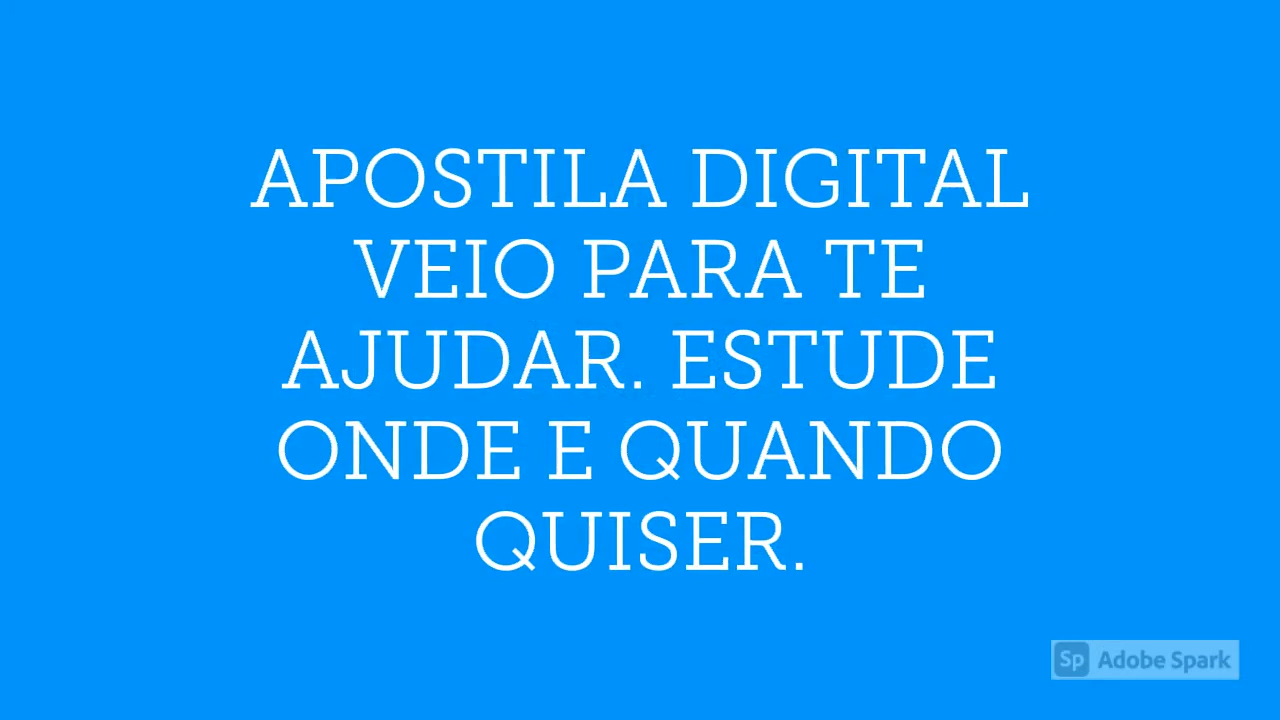 APOSTILA DIGITAL
VEIO PARA TE
AJUDAR. ESTUDE
ONDE E QUANDO
QUISER.
Sp Adobe Spark